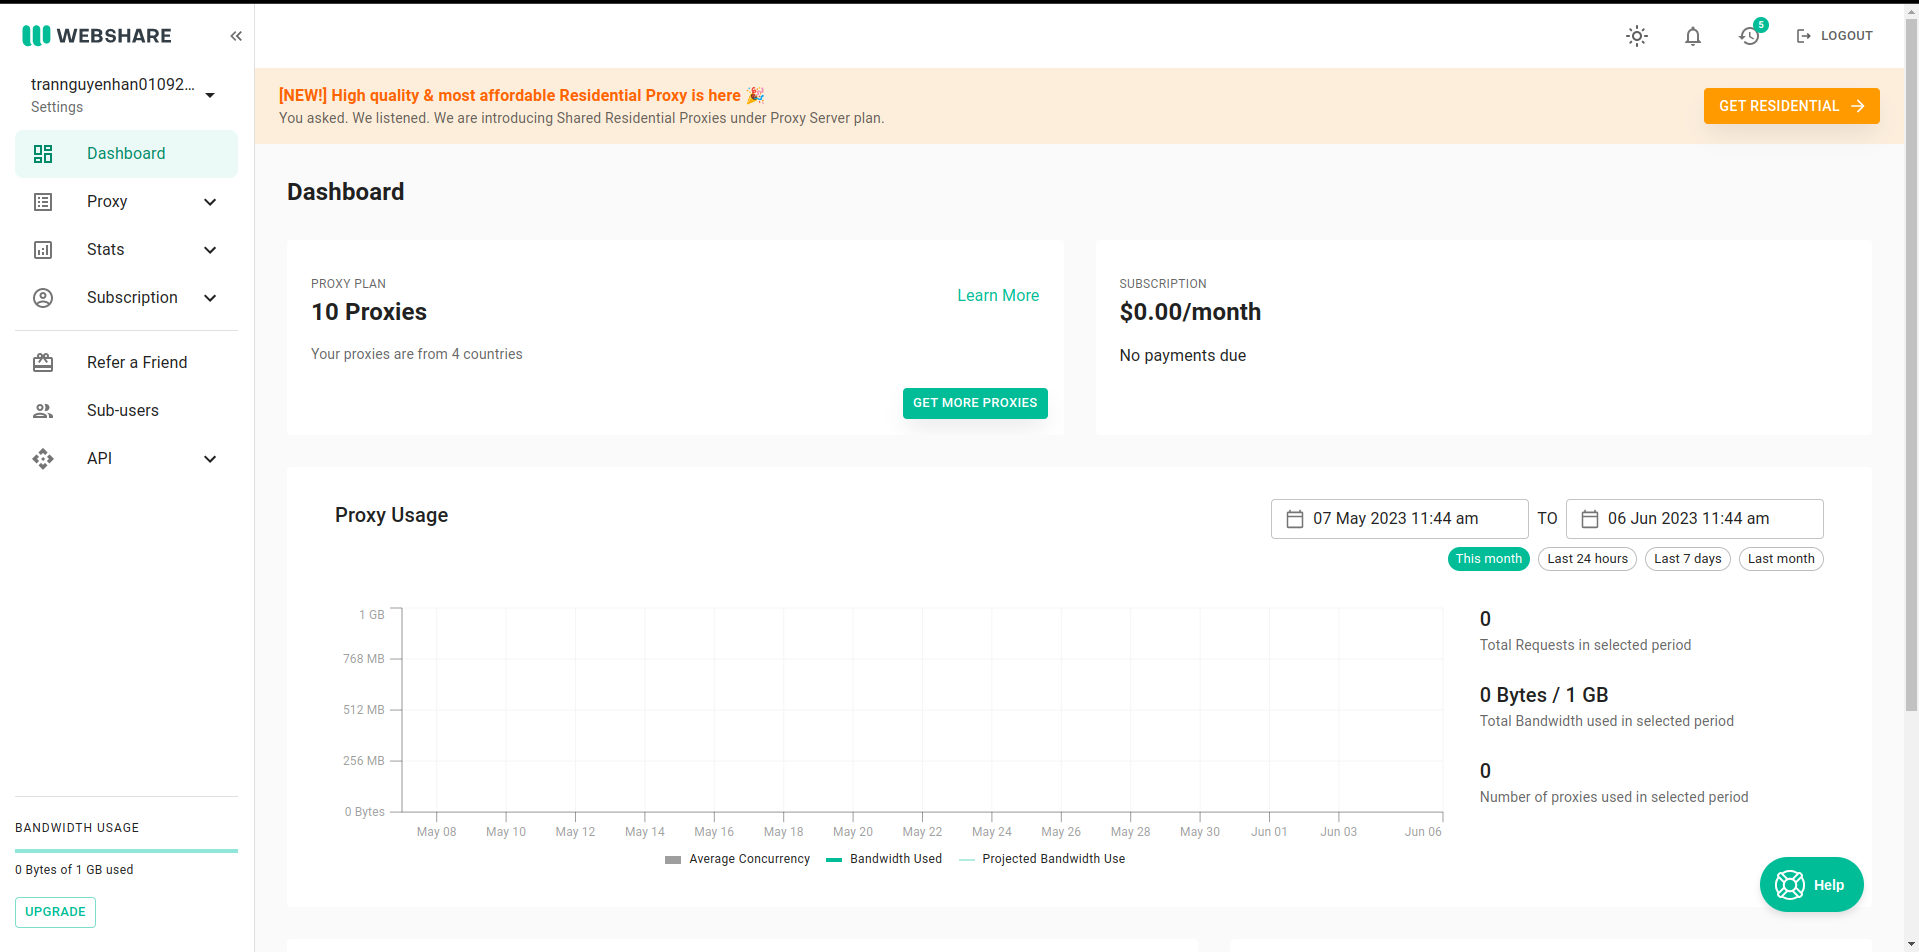 WEBSHARE
trannguyenhan01092...
Settings
Dashboard
Proxy
Stats
Subscription
Refer a Friend
Sub-users
API
BANDWIDTH USAGE
0 Bytes of 1 GB used
UPGRADE
5
LOGOUT
[NEW!] High quality & most affordable Residential Proxy is here 🎉
You asked. We listened. We are introducing Shared Residential Proxies under Proxy Server plan.
GET RESIDENTIAL
Dashboard
PROXY PLAN
10 Proxies
Learn More
Your proxies are from 4 countries
GET MORE PROXIES
SUBSCRIPTION
$0.00/month
No payments due
Proxy Usage
07 May 2023 11:44 am TO 06 Jun 2023 11:44 am
This month Last 24 hours Last 7 days Last month
1 GB
768 MB
512 MB
256 MB
0 Bytes
May 08 May 10 May 12 May 14 May 16 May 18 May 20 May 22 May 24 May 26 May 28 May 30 Jun 01 Jun 03 Jun 06
Average Concurrency Bandwidth Used Projected Bandwidth Use
0
Total Requests in selected period
0 Bytes / 1 GB
Total Bandwidth used in selected period
0
Number of proxies used in selected period
Help